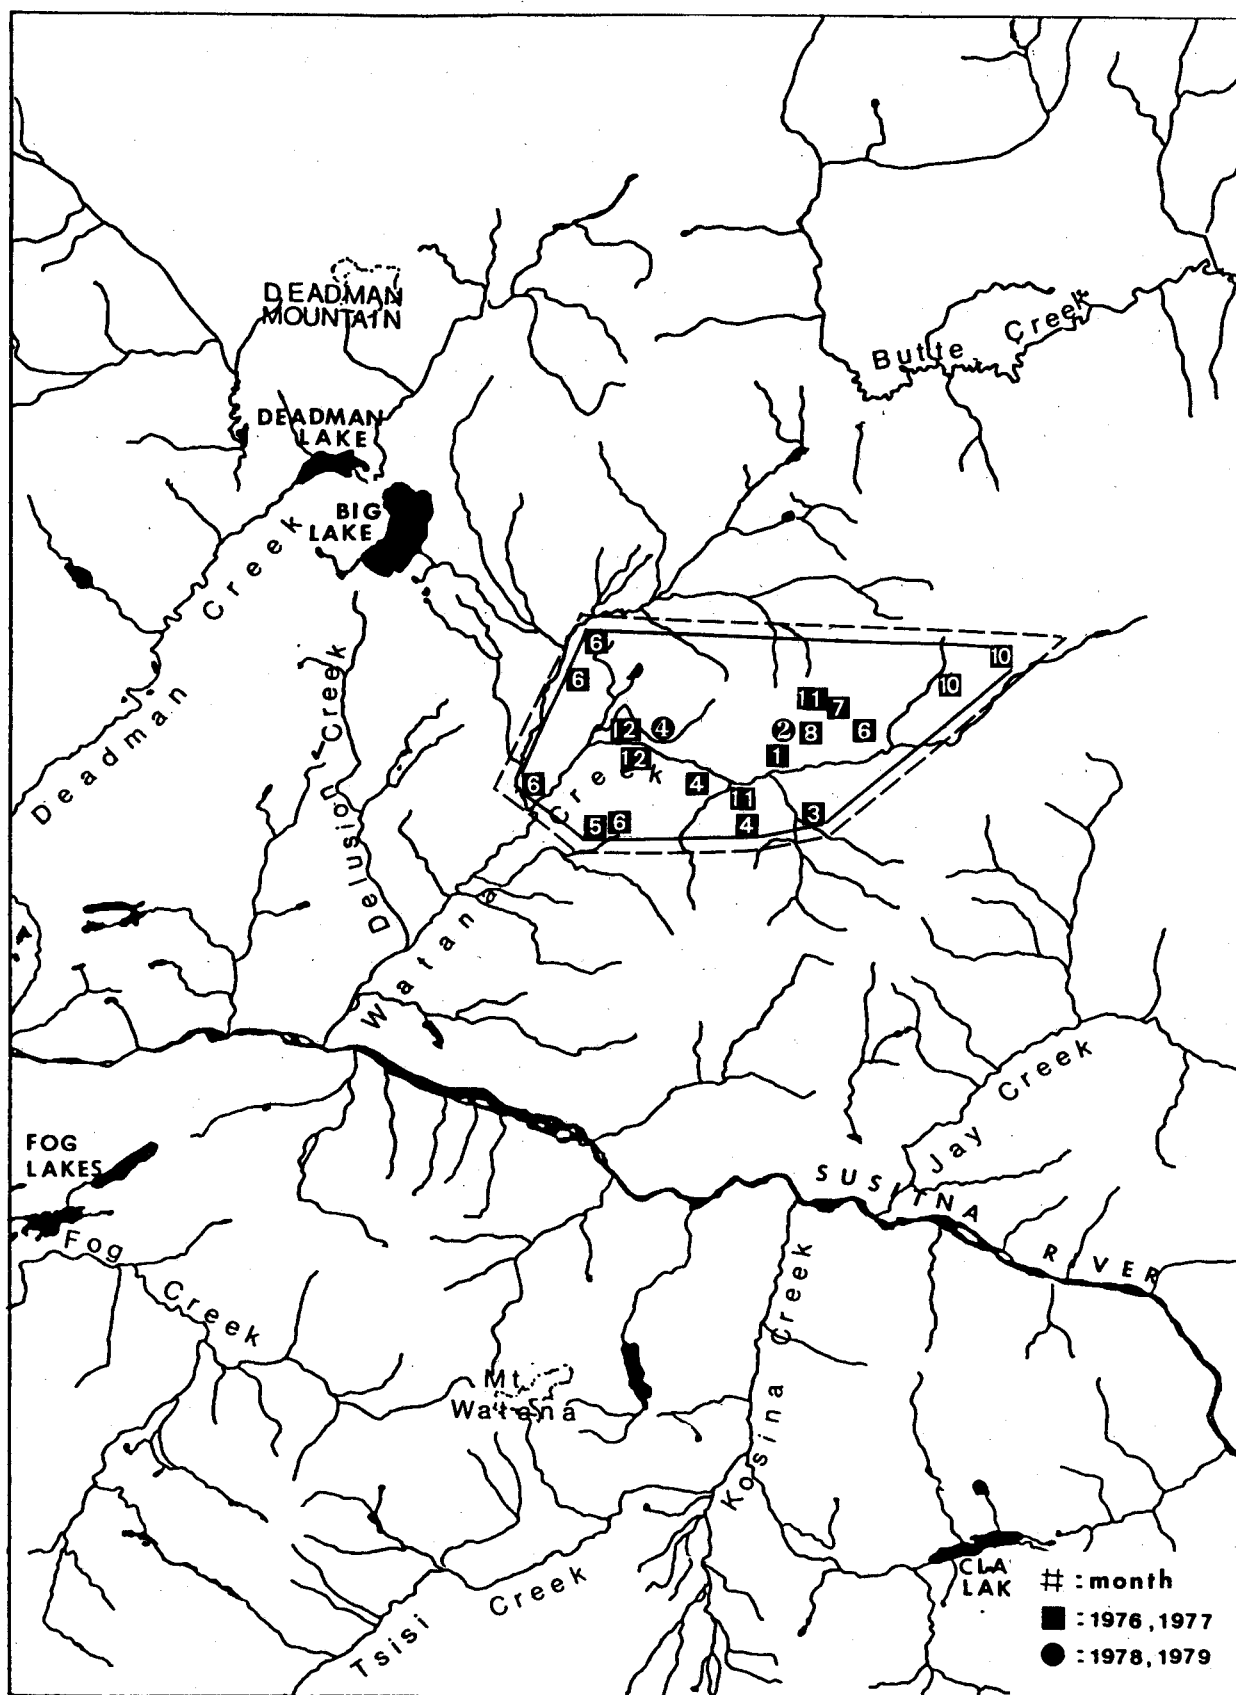 DEADMAN
MOUNTAIN
Butte Creek
DEADMAN
LAKE
BIG
LAKE
Deadman Creek
Delusion Creek
Watana Creek
6
10
6
10
11
7
12
4
2
8
6
12
1
6
4
11
5
6
4
3
Jay Creek
FOG
LAKES
SUSITNA RIVER
Fog Creek
Kosina Creek
Mt.
Watana
Tsisi Creek
CLA
LAK
# : month
: 1976, 1977
: 1978, 1979